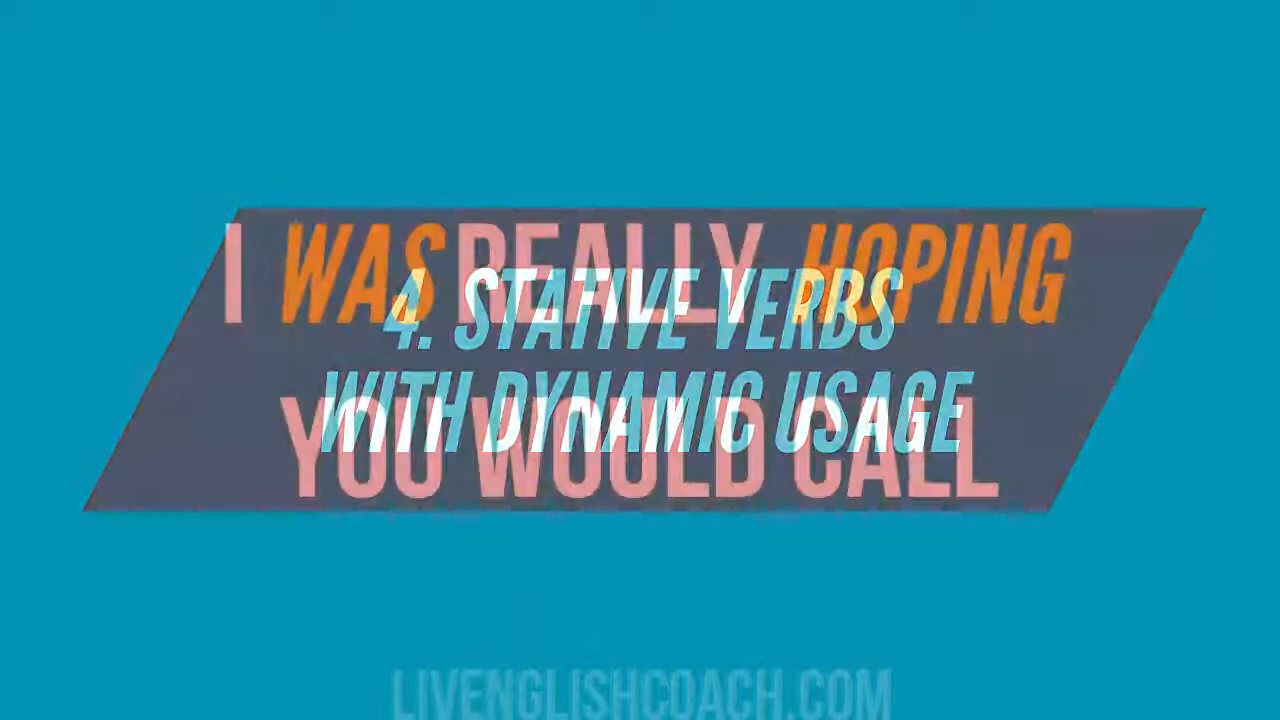 I WAS REALLY HOPING
4. STATIVE VERBS
WITH DYNAMIC USAGE
YOU WOULD CALL
LIVENGLISHCOACH.COM